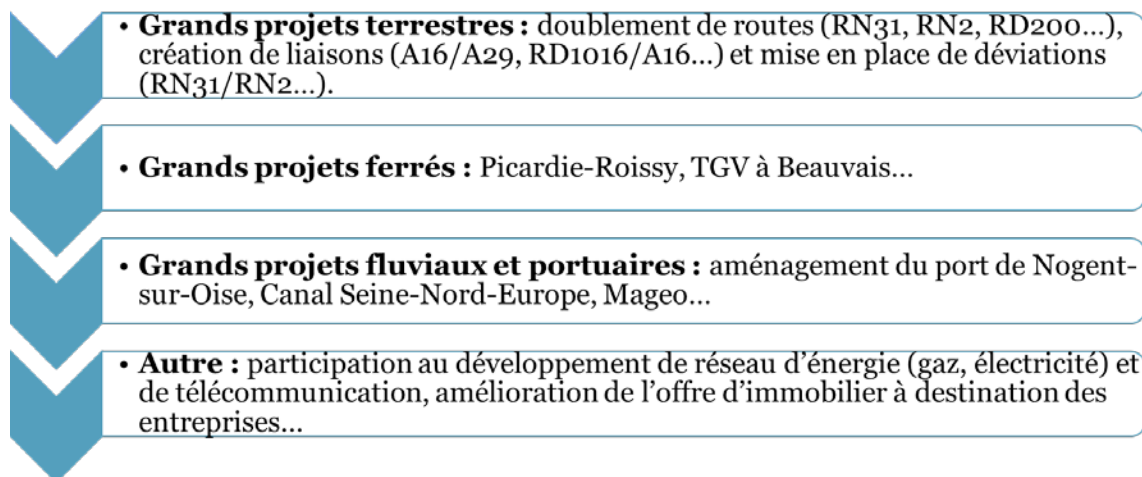 • Grands projets terrestres : doublement de routes (RN31, RN2, RD200…),
création de liaisons (A16/A29, RD1016/A16…) et mise en place de déviations
(RN31/RN2…).
• Grands projets ferrés : Picardie-Roissy, TGV à Beauvais…
• Grands projets fluviaux et portuaires : aménagement du port de Nogent-
sur-Oise, Canal Seine-Nord-Europe, Mageo…
• Autre : participation au développement de réseau d’énergie (gaz, électricité) et
de télécommunication, amélioration de l’offre d’immobilier à destination des
entreprises…